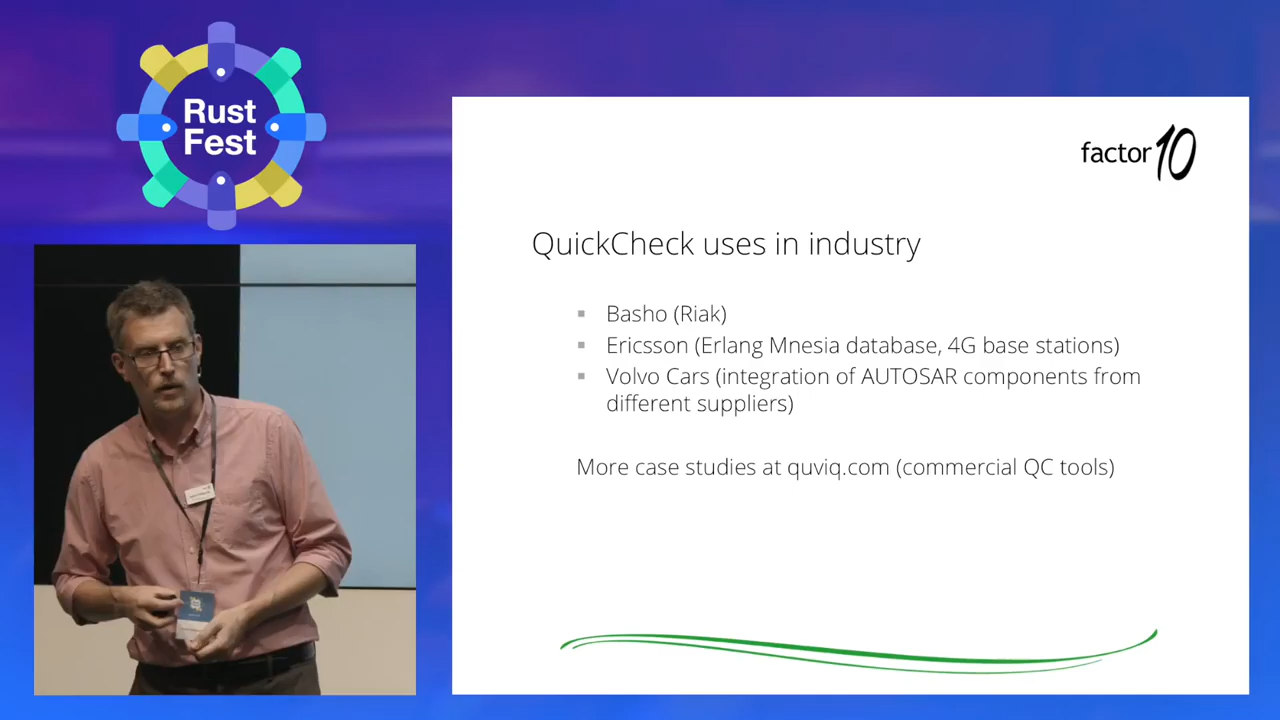 Rust
Fest
factor10
QuickCheck uses in industry
Basho (Riak)
Ericsson (Erlang Mnesia database, 4G base stations)
Volvo Cars (integration of AUTOSAR components from
different suppliers)
More case studies at quviq.com (commercial QC tools)